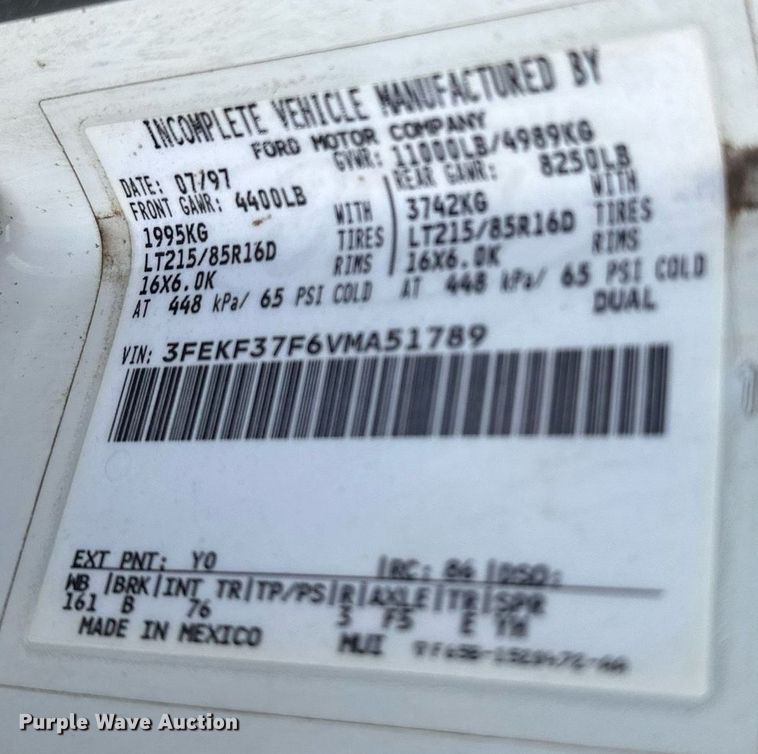 INCOMPLETE VEHICLE MANUFACTURED BY
FORD MOTOR COMPANY
DATE: 07/97 GVWR: 11000LB/4989KG
FRONT GAWR: 4400LB REAR GAWR: 8250LB
1995KG WITH 3742KG WITH
LT215/85R16D TIRES LT215/85R16D TIRES
16X6.0K RIMS 16X6.0K RIMS
AT 448 kPa/ 65 PSI COLD AT 448 kPa/ 65 PSI COLD
DUAL
VIN: 3FEKF37F6VMA51789
EXT PNT: YO RC: 86 DSO:
WB BRK INT TR TP/PS R AXLE TR SPR
161 B 76 F5 E
MADE IN MEXICO
Purple Wave Auction